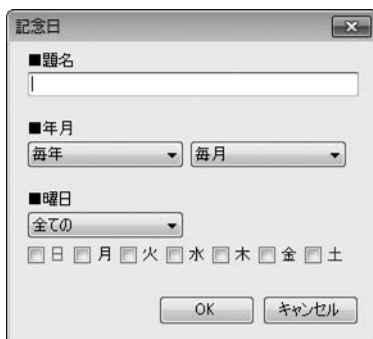 記念日
■題名
■年月
毎年 毎月
■曜日
全ての
日 月 火 水 木 金 土
OK キャンセル